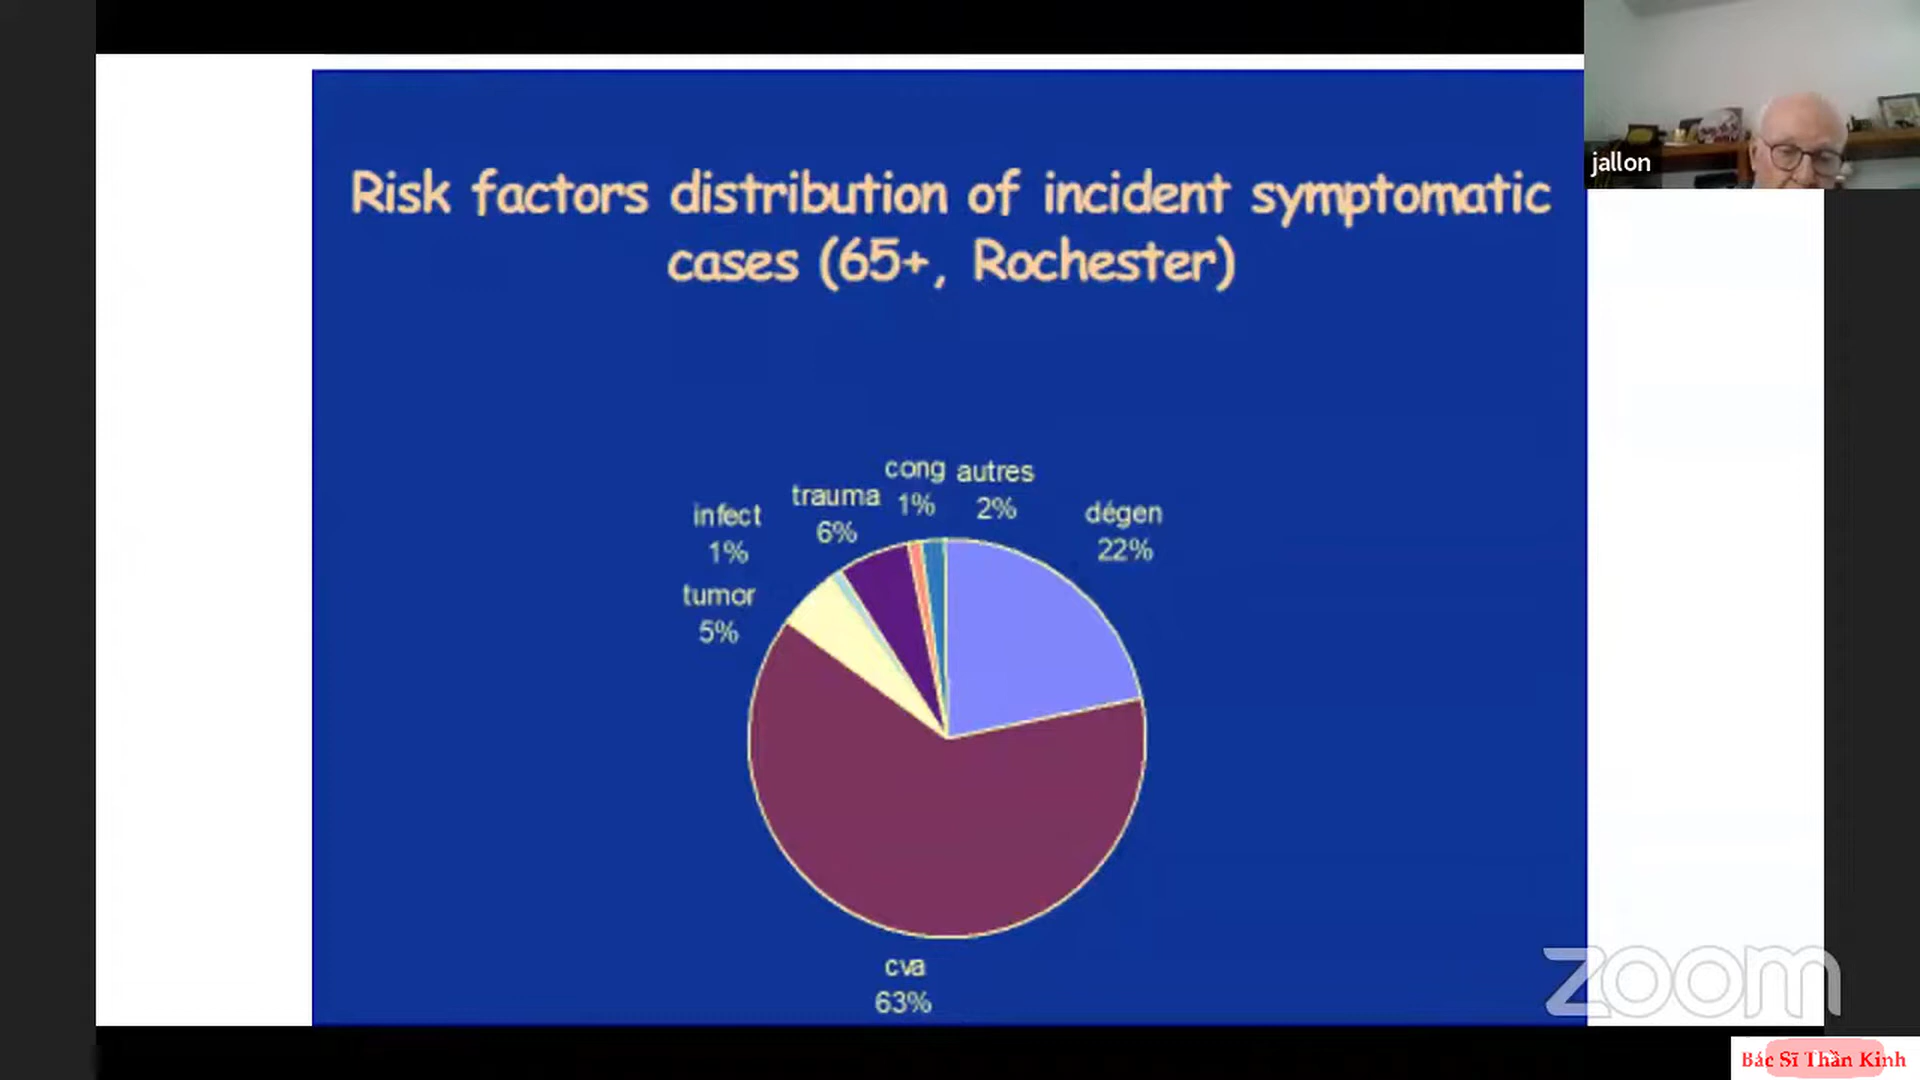 Risk factors distribution of incident symptomatic
cases (65+, Rochester)
jallon
cong
1%
autres
2%
trauma
6%
infect
1%
dégen
22%
tumor
5%
cva
63%
zoom
Bác Sĩ Thần Kinh